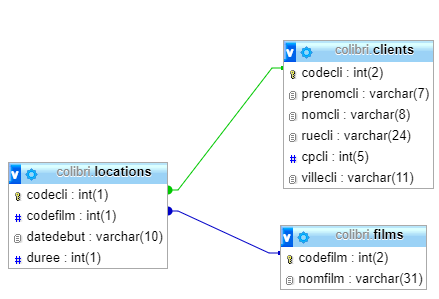 v colibri.clients
codecli : int(2)
prenomcli : varchar(7)
nomcli : varchar(8)
ruecli : varchar(24)
# cpcli : int(5)
villecli : varchar(11)
v colibri.locations
codecli : int(1)
# codefilm : int(1)
datedebut : varchar(10)
# duree : int(1)
v colibri.films
codefilm : int(2)
nomfilm : varchar(31)